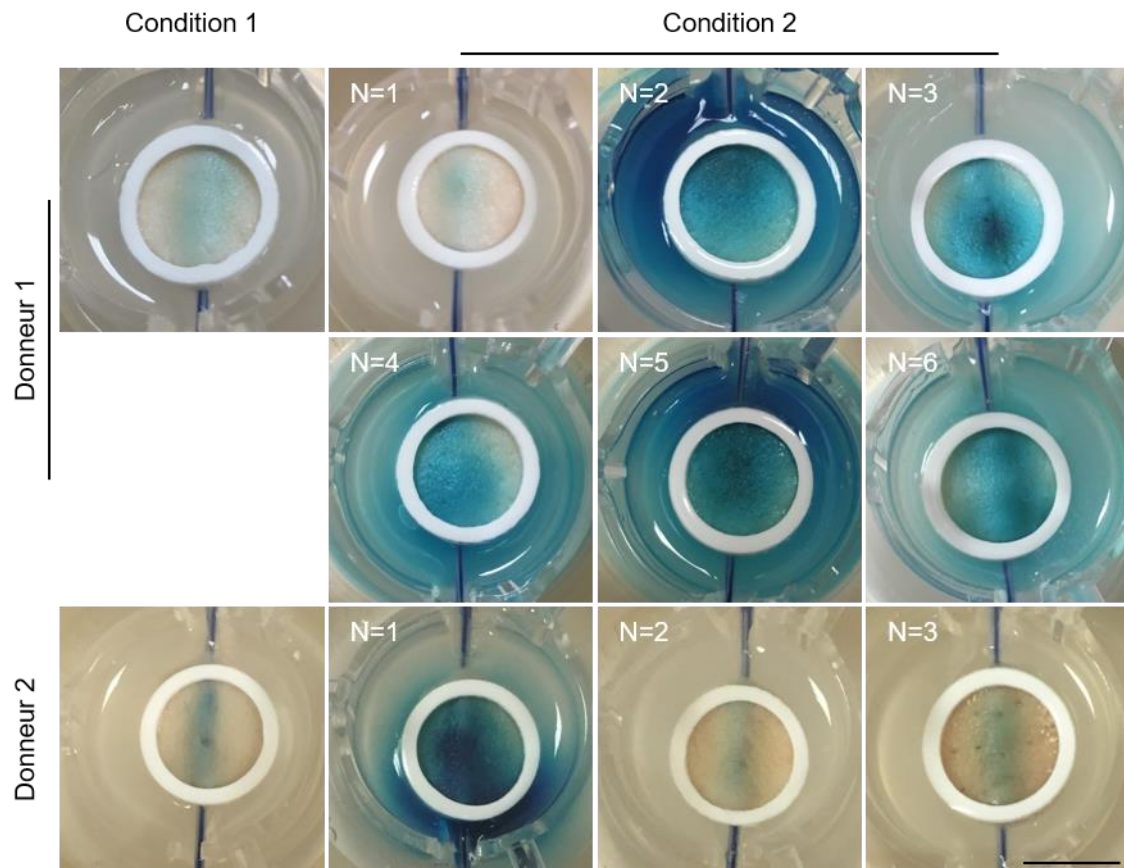 Condition 1
Condition 2
Donneur 1
N=1
N=2
N=3
N=4
N=5
N=6
Donneur 2
N=1
N=2
N=3